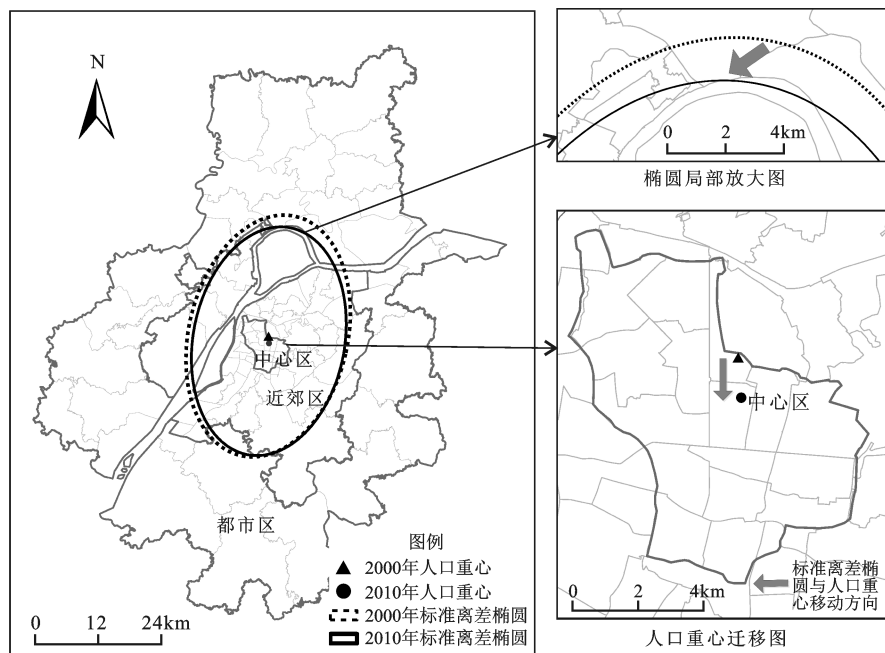 N
中心区
近郊区
都市区
图例
2000年人口重心
2010年人口重心
2000年标准离差椭圆
2010年标准离差椭圆
0 12 24km
0 2 4km
椭圆局部放大图
中心区
标准离差椭
圆与人口重
心移动方向
0 2 4km
人口重心迁移图